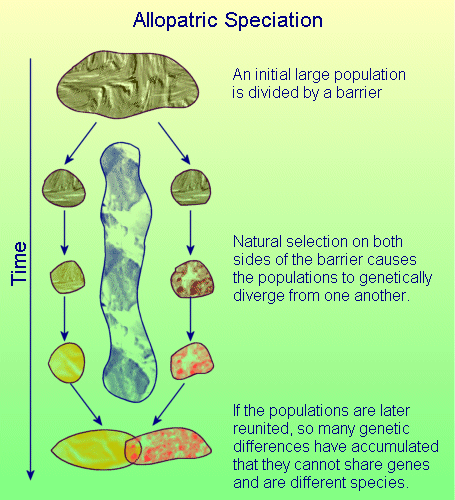 Allopatric Speciation
An initial large population
is divided by a barrier
Time
Natural selection on both
sides of the barrier causes
the populations to genetically
diverge from one another.
If the populations are later
reunited, so many genetic
differences have accumulated
that they cannot share genes
and are different species.